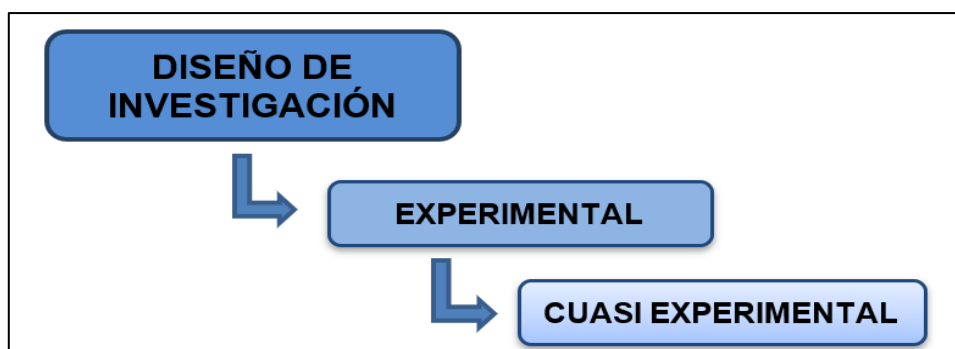 DISEÑO DE
INVESTIGACIÓN
EXPERIMENTAL
CUASI EXPERIMENTAL